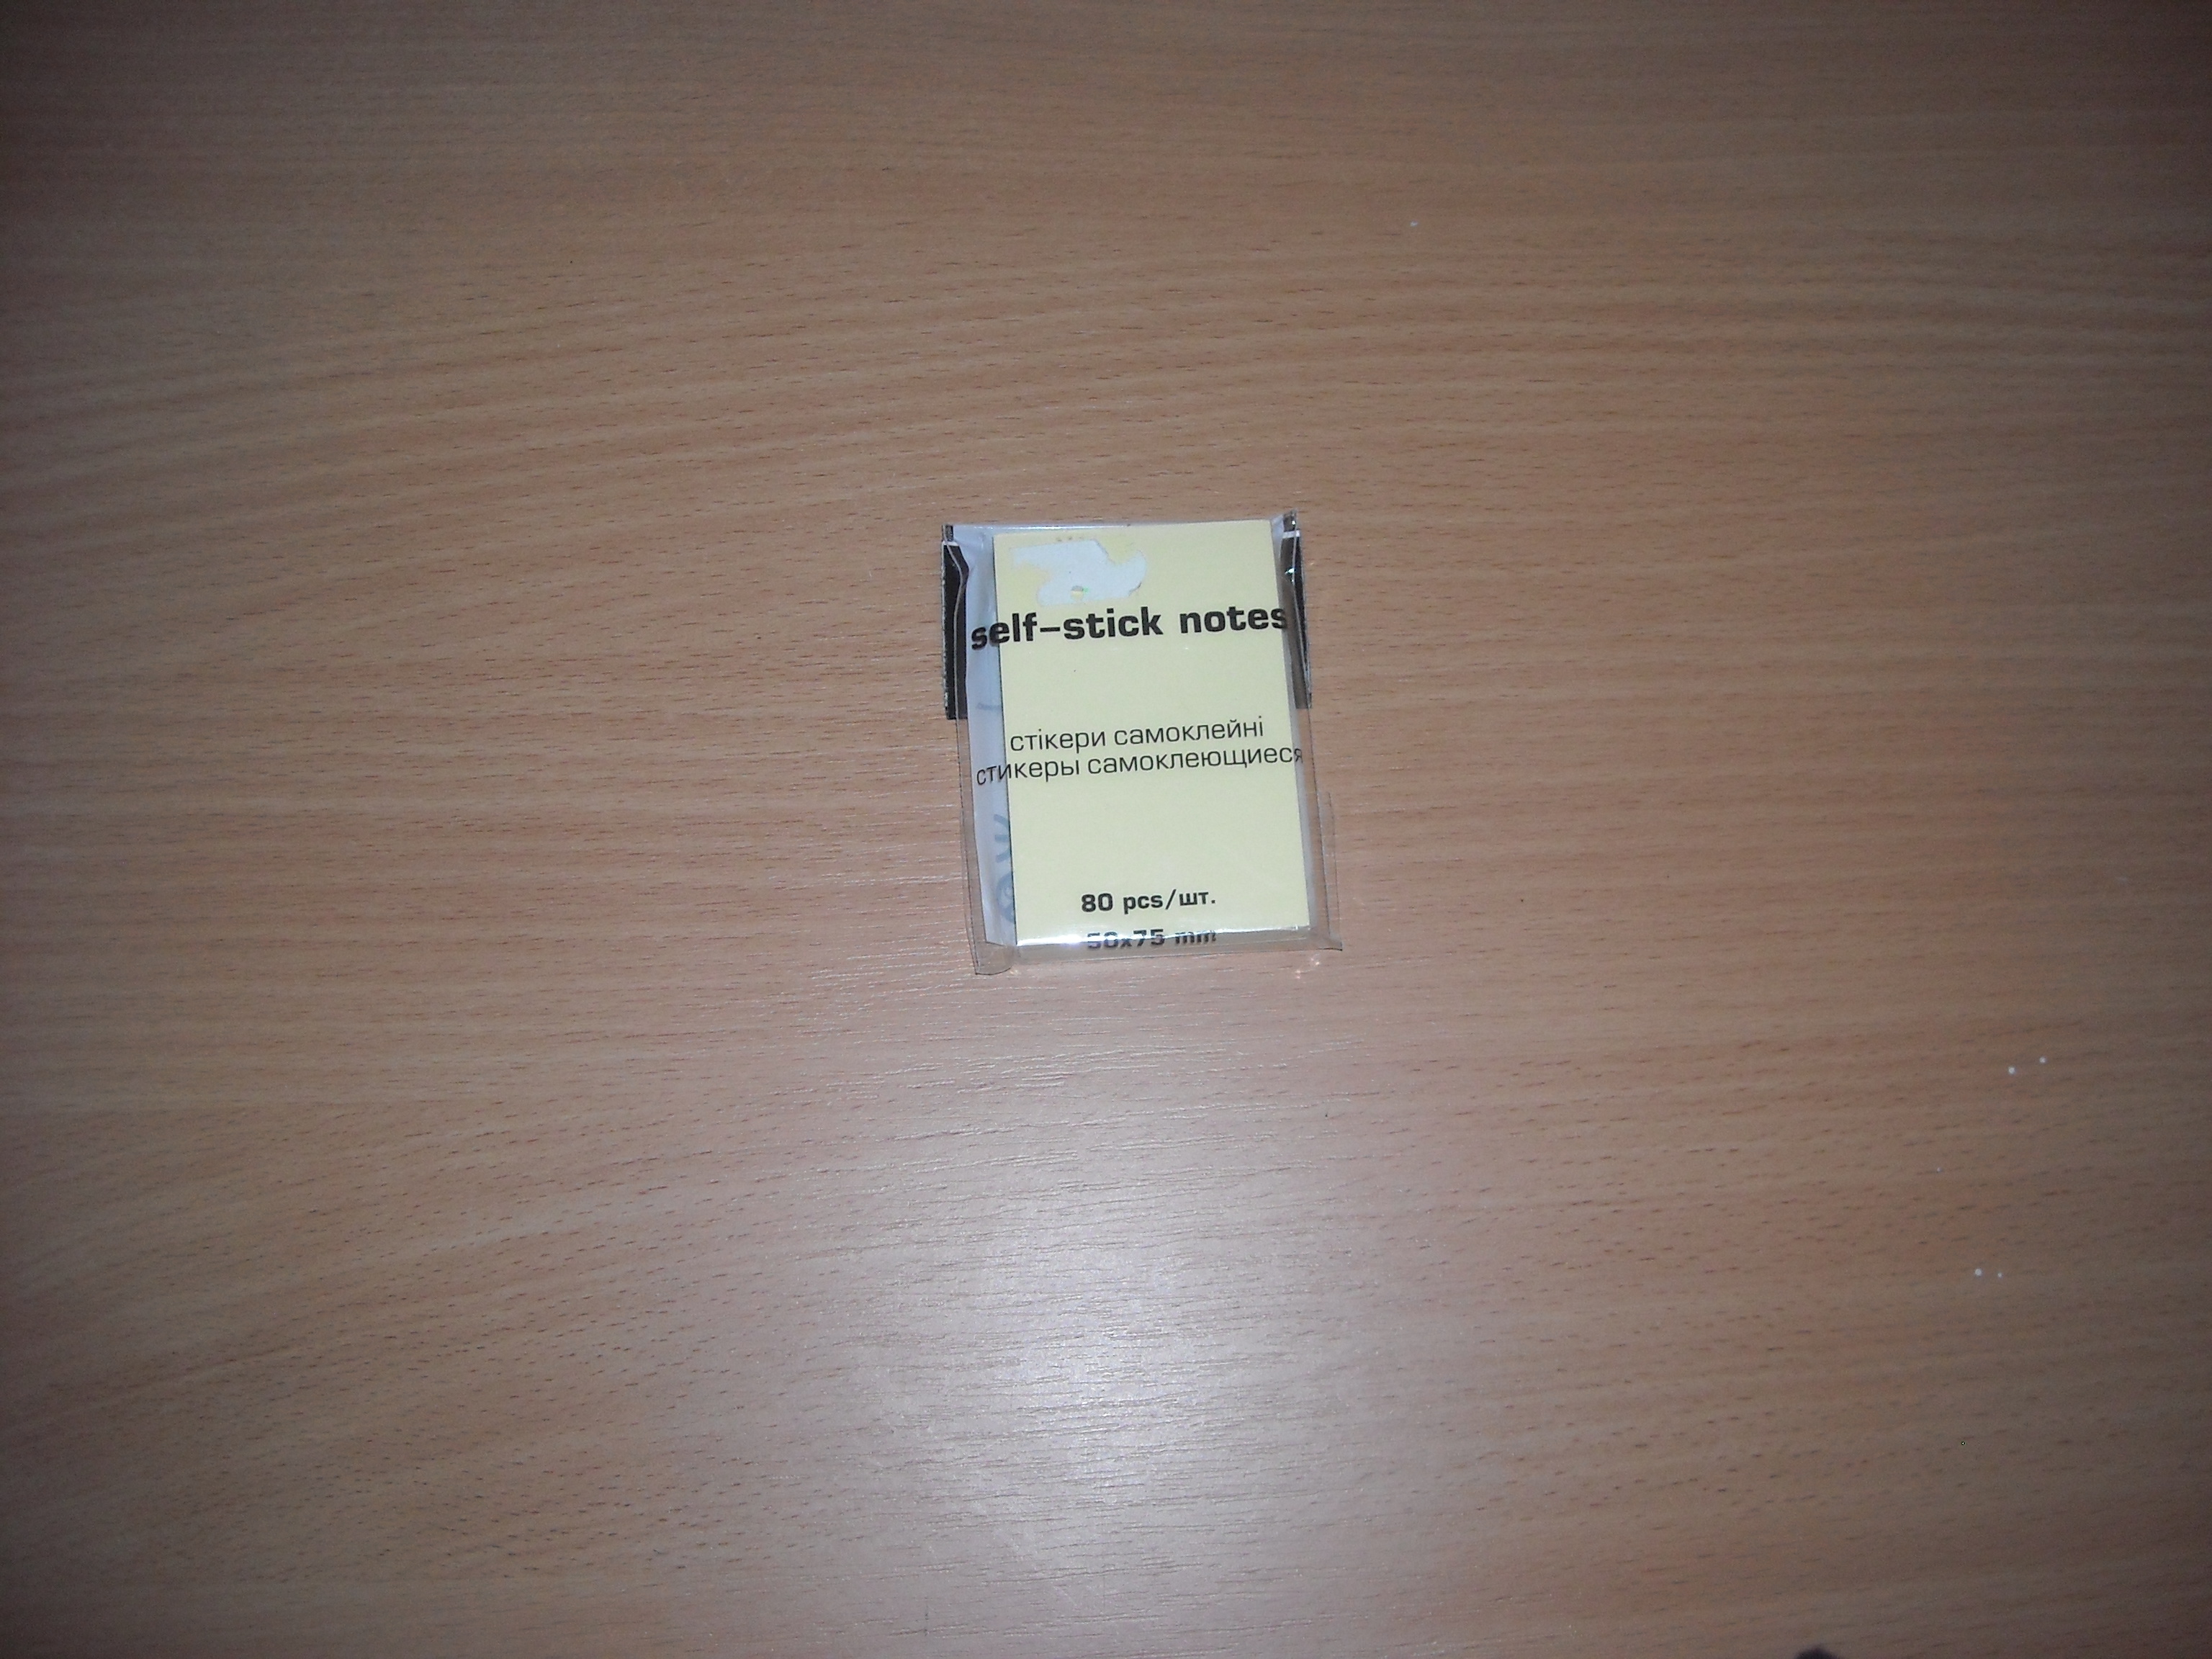 self-stick notes
стікери самоклейні
стикеры самоклеющиеся
80 pcs/шт.
50x75 mm